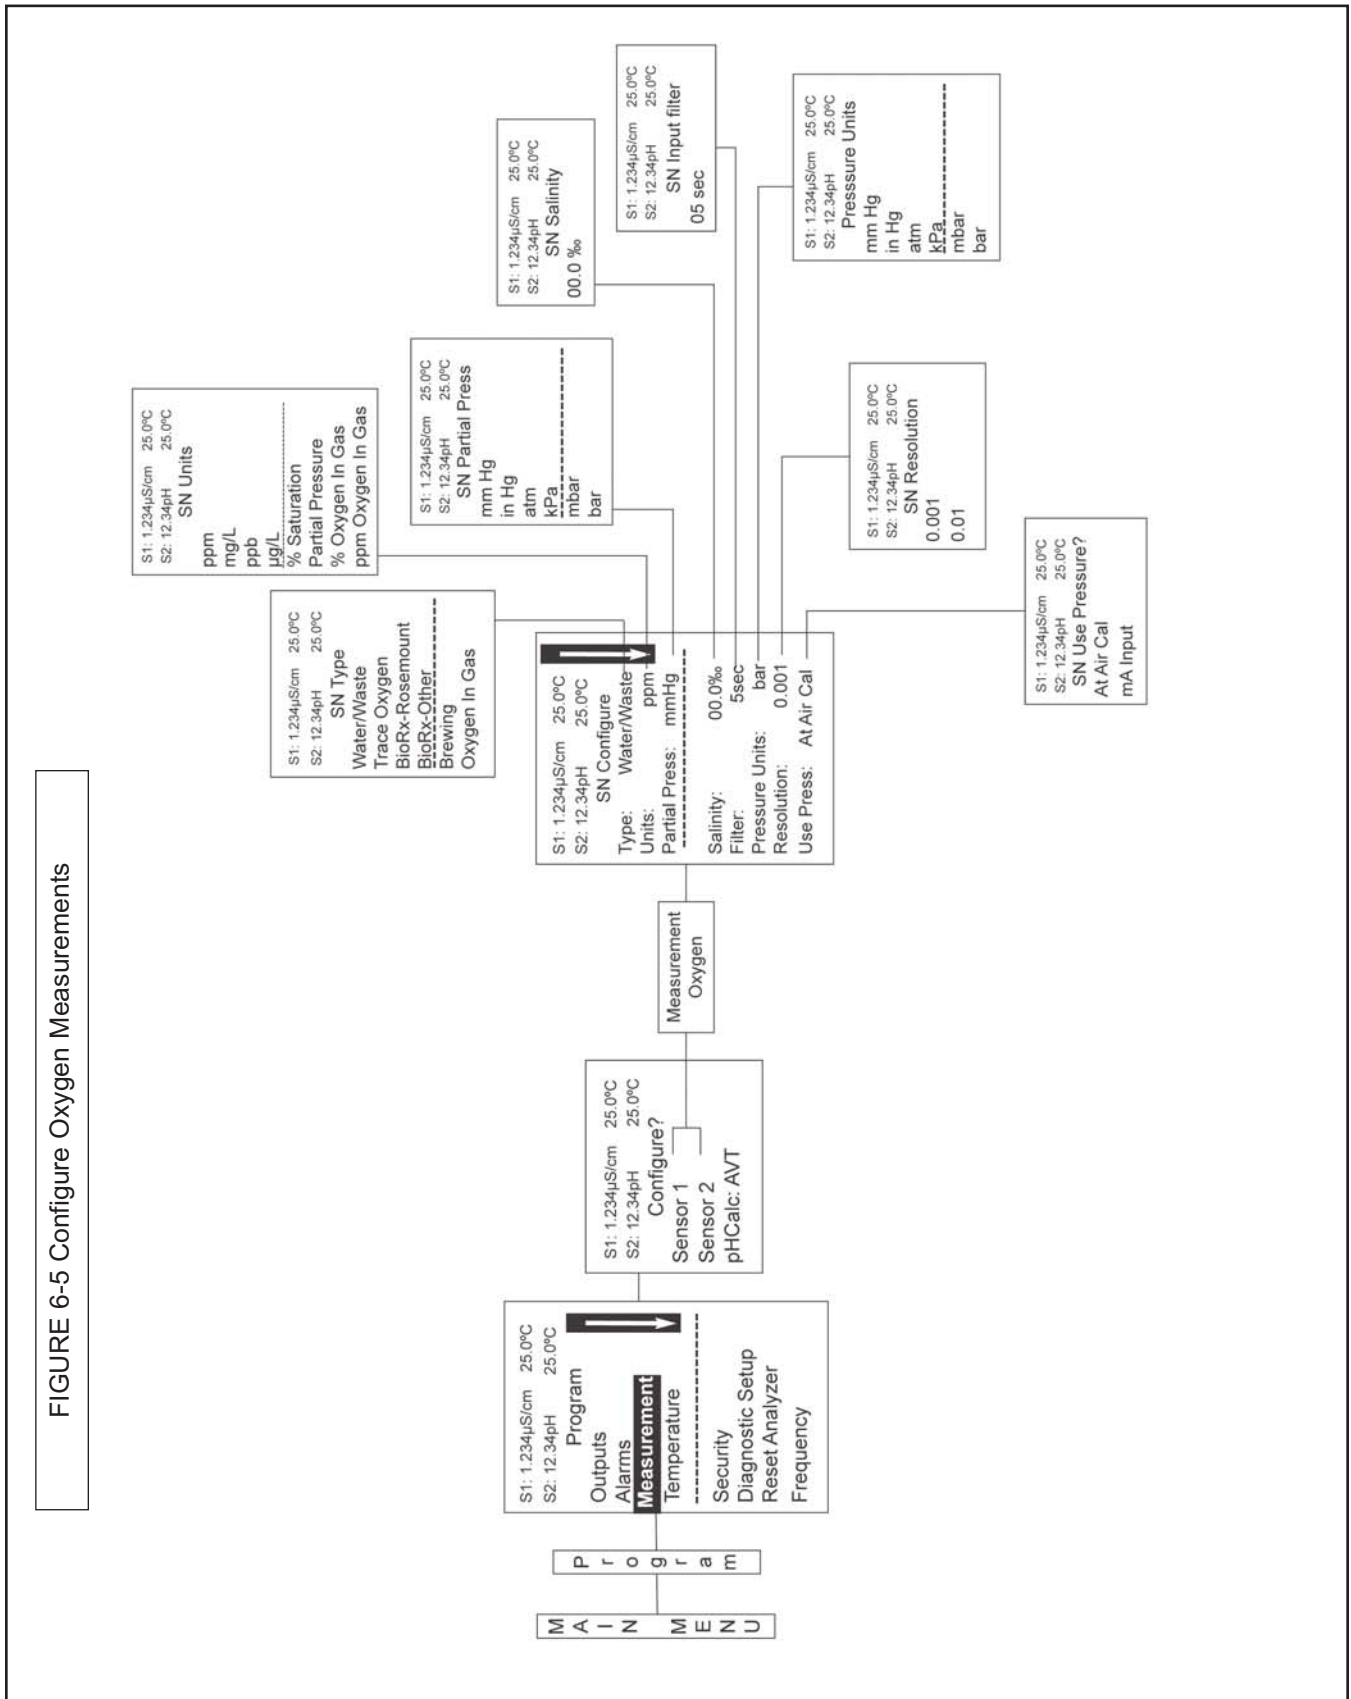 FIGURE 6-5 Configure Oxygen Measurements
MAIN MENU
Program
S1: 1.234µS/cm 25.0ºC
S2: 12.34pH 25.0ºC
Program
Outputs
Alarms
Measurement
Temperature
Security
Diagnostic Setup
Reset Analyzer
Frequency
S1: 1.234µS/cm 25.0ºC
S2: 12.34pH 25.0ºC
Configure?
Sensor 1
Sensor 2
pHCalc: AVT
Measurement
Oxygen
S1: 1.234µS/cm 25.0ºC
S2: 12.34pH 25.0ºC
SN Configure
Type: Water/Waste
Units: ppm
Partial Press: mmHg
Salinity: 00.0‰
Filter: 5sec
Pressure Units: bar
Resolution: 0.001
Use Press: At Air Cal
S1: 1.234µS/cm 25.0ºC
S2: 12.34pH 25.0ºC
SN Type
Water/Waste
Trace Oxygen
BioRx-Rosemount
BioRx-Other
Brewing
Oxygen In Gas
S1: 1.234µS/cm 25.0ºC
S2: 12.34pH 25.0ºC
SN Units
ppm
mg/L
ppb
µg/L
% Saturation
Partial Pressure
% Oxygen In Gas
ppm Oxygen In Gas
S1: 1.234µS/cm 25.0ºC
S2: 12.34pH 25.0ºC
SN Partial Press
mm Hg
in Hg
atm
kPa
mbar
bar
S1: 1.234µS/cm 25.0ºC
S2: 12.34pH 25.0ºC
SN Salinity
00.0 ‰
S1: 1.234µS/cm 25.0ºC
S2: 12.34pH 25.0ºC
SN Input filter
05 sec
S1: 1.234µS/cm 25.0ºC
S2: 12.34pH 25.0ºC
Presssure Units
mm Hg
in Hg
atm
kPa
mbar
bar
S1: 1.234µS/cm 25.0ºC
S2: 12.34pH 25.0ºC
SN Resolution
0.001
0.01
S1: 1.234µS/cm 25.0ºC
S2: 12.34pH 25.0ºC
SN Use Pressure?
At Air Cal
mA Input